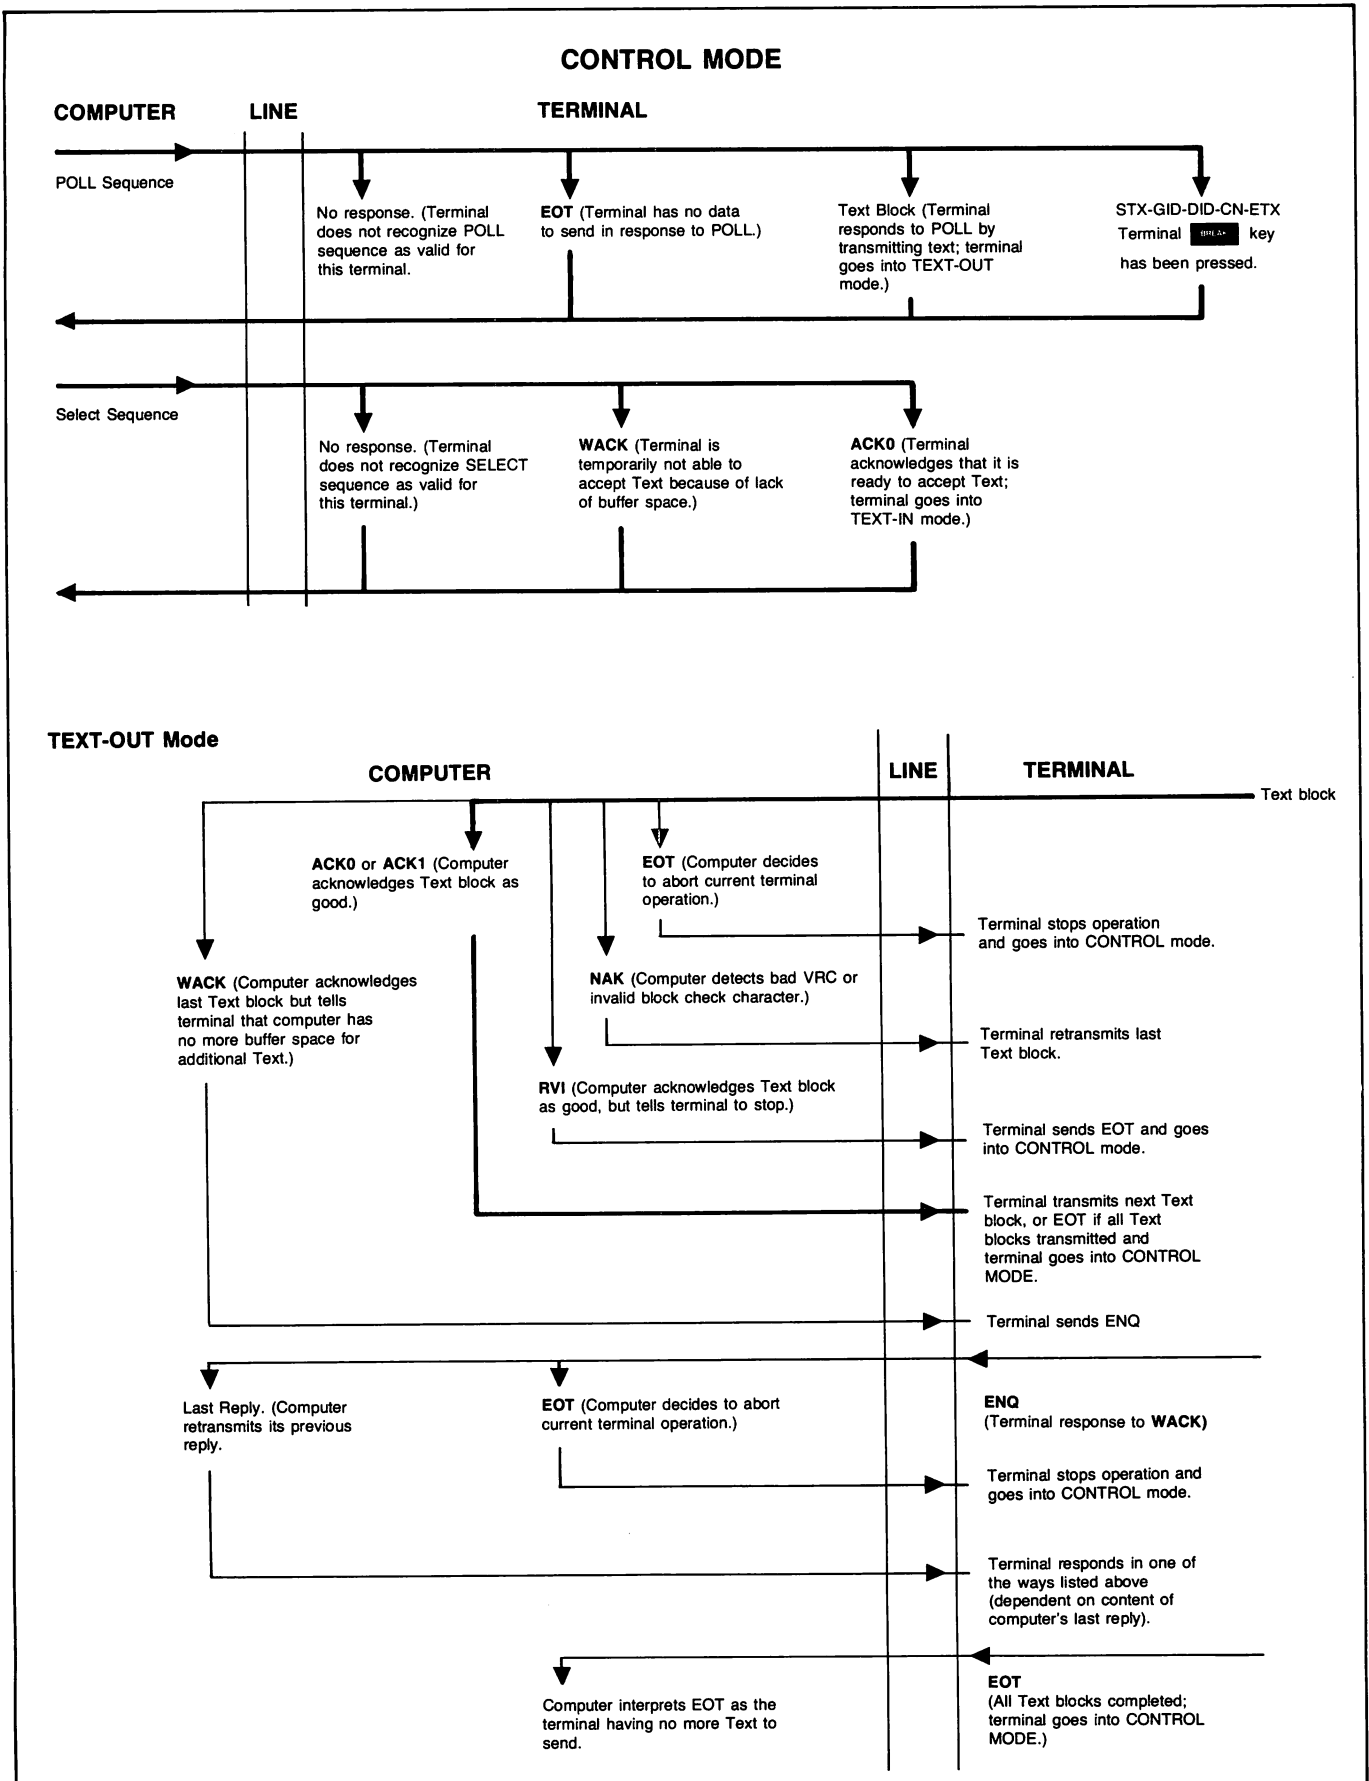 CONTROL MODE
COMPUTER
LINE
TERMINAL
POLL Sequence
No response. (Terminal
does not recognize POLL
sequence as valid for
this terminal.
EOT (Terminal has no data
to send in response to POLL.)
Text Block (Terminal
responds to POLL by
transmitting text; terminal
goes into TEXT-OUT
mode.)
STX-GID-DID-CN-ETX
Terminal BREAK key
has been pressed.
Select Sequence
No response. (Terminal
does not recognize SELECT
sequence as valid for
this terminal.)
WACK (Terminal is
temporarily not able to
accept Text because of lack
of buffer space.)
ACK0 (Terminal
acknowledges that it is
ready to accept Text;
terminal goes into
TEXT-IN mode.)
TEXT-OUT Mode
COMPUTER
LINE
TERMINAL
Text block
ACK0 or ACK1 (Computer
acknowledges Text block as
good.)
EOT (Computer decides
to abort current terminal
operation.)
Terminal stops operation
and goes into CONTROL mode.
WACK (Computer acknowledges
last Text block but tells
terminal that computer has
no more buffer space for
additional Text.)
NAK (Computer detects bad VRC or
invalid block check character.)
Terminal retransmits last
Text block.
RVI (Computer acknowledges Text block
as good, but tells terminal to stop.)
Terminal sends EOT and goes
into CONTROL mode.
Terminal transmits next Text
block, or EOT if all Text
blocks transmitted and
terminal goes into CONTROL
MODE.
Terminal sends ENQ
Last Reply. (Computer
retransmits its previous
reply.
EOT (Computer decides to abort
current terminal operation.)
ENQ
(Terminal response to WACK)
Terminal stops operation and
goes into CONTROL mode.
Terminal responds in one of
the ways listed above
(dependent on content of
computer's last reply).
Computer interprets EOT as the
terminal having no more Text to
send.
EOT
(All Text blocks completed;
terminal goes into CONTROL
MODE.)